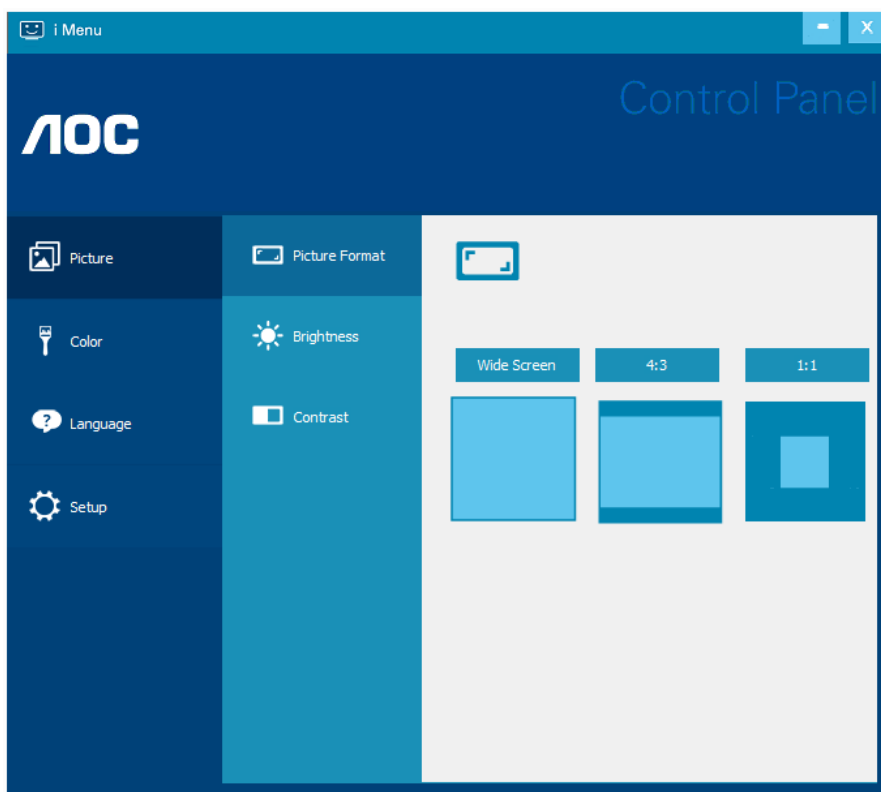 i Menu
Control Panel
AOC
Picture
Color
Language
Setup
Picture Format
Brightness
Contrast
Wide Screen
4:3
1:1